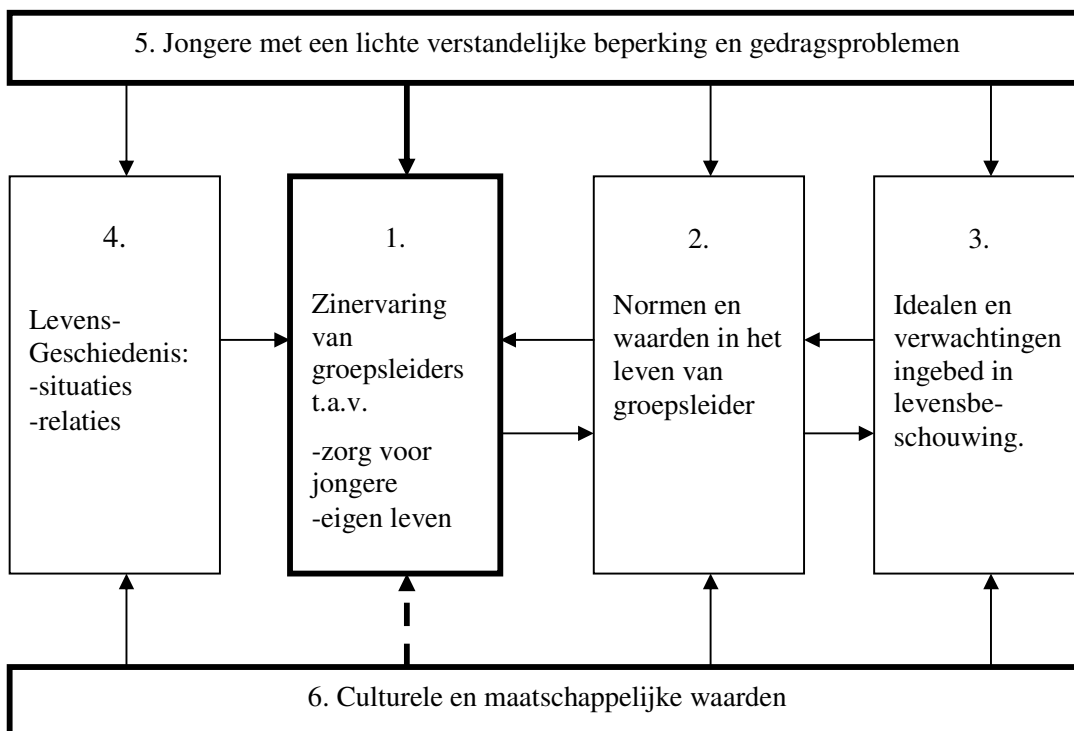 5. Jongere met een lichte verstandelijke beperking en gedragsproblemen
4.
Levens-
Geschiedenis:
-situaties
-relaties
1.
Zinervaring
van
groepsleiders
t.a.v.
-zorg voor
jongere
-eigen leven
2.
Normen en
waarden in het
leven van
groepsleider
3.
Idealen en
verwachtingen
ingebed in
levensbe-
schouwing.
6. Culturele en maatschappelijke waarden